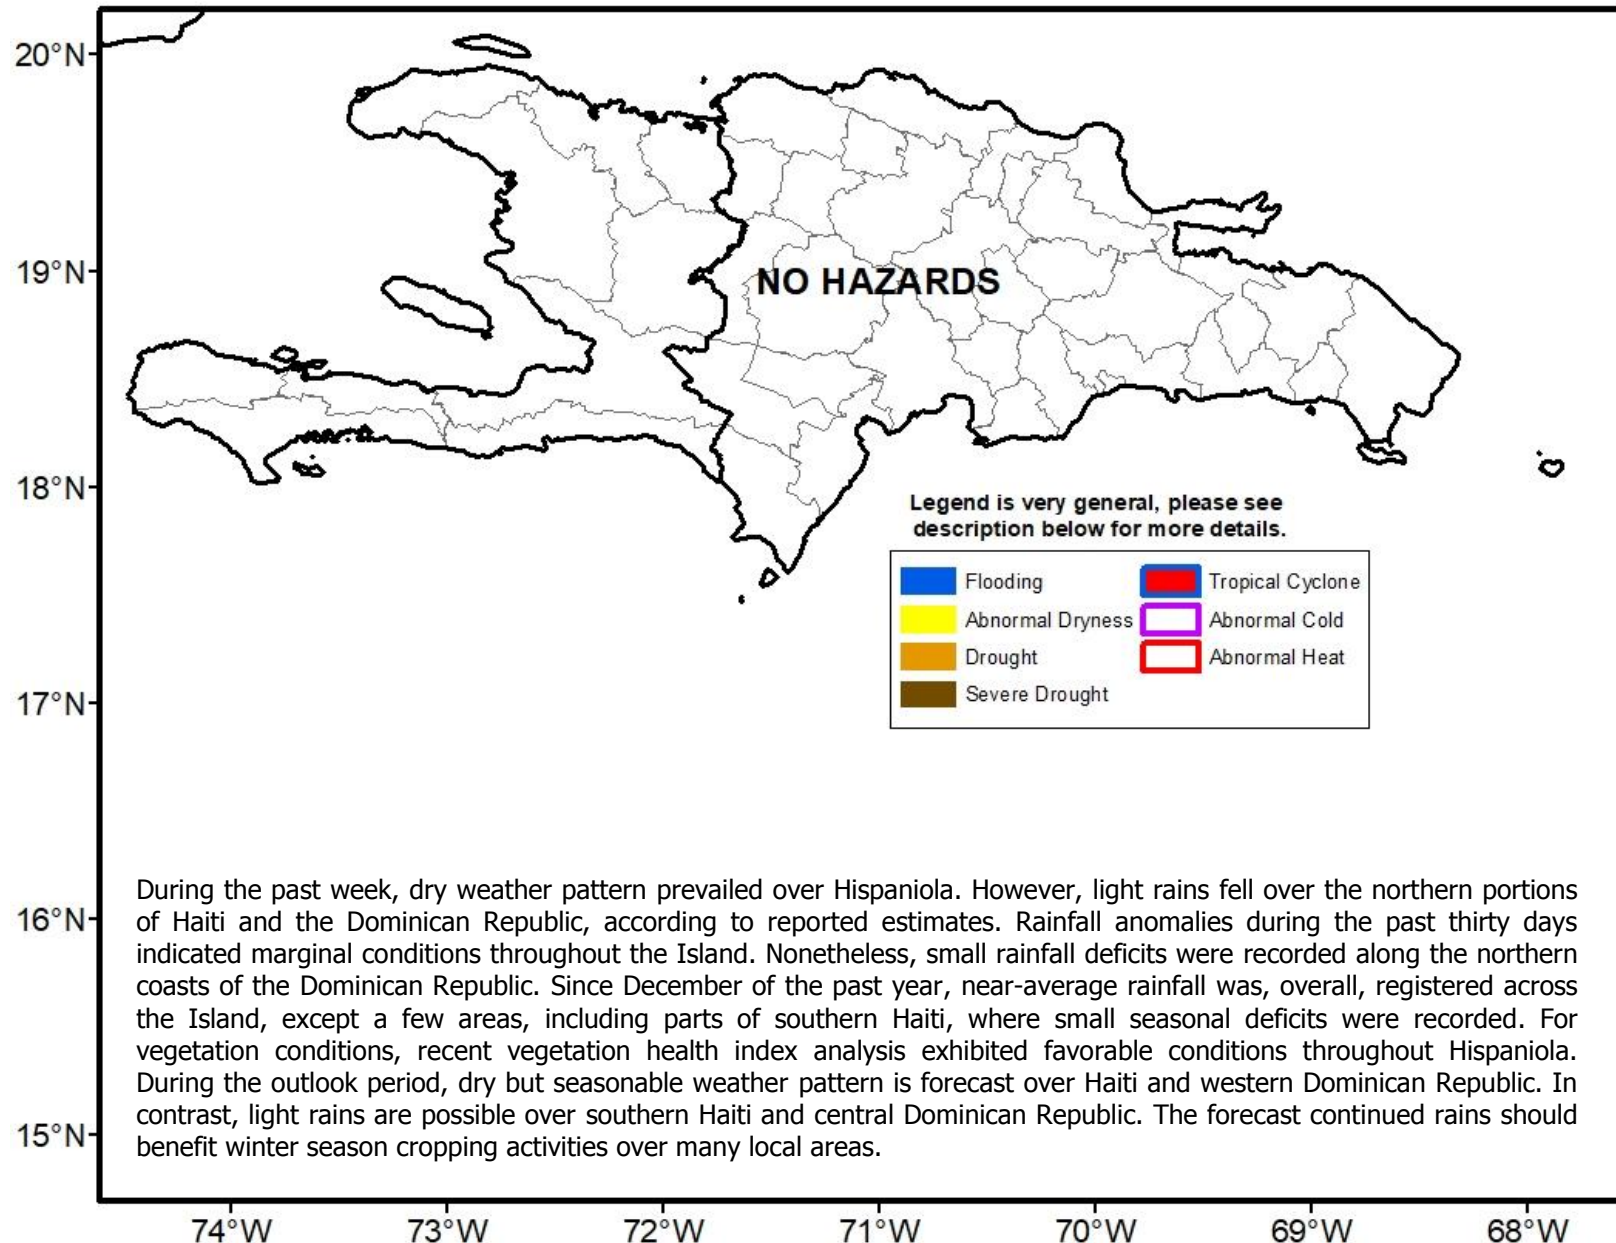 20°N
19°N
18°N
17°N
16°N
15°N
NO HAZARDS
Legend is very general, please see
description below for more details.
Flooding
Tropical Cyclone
Abnormal Dryness
Abnormal Cold
Drought
Abnormal Heat
Severe Drought
During the past week, dry weather pattern prevailed over Hispaniola. However, light rains fell over the northern portions
of Haiti and the Dominican Republic, according to reported estimates. Rainfall anomalies during the past thirty days
indicated marginal conditions throughout the Island. Nonetheless, small rainfall deficits were recorded along the northern
coasts of the Dominican Republic. Since December of the past year, near-average rainfall was, overall, registered across
the Island, except a few areas, including parts of southern Haiti, where small seasonal deficits were recorded. For
vegetation conditions, recent vegetation health index analysis exhibited favorable conditions throughout Hispaniola.
During the outlook period, dry but seasonable weather pattern is forecast over Haiti and western Dominican Republic. In
contrast, light rains are possible over southern Haiti and central Dominican Republic. The forecast continued rains should
benefit winter season cropping activities over many local areas.
74°W
73°W
72°W
71°W
70°W
69°W
68°W